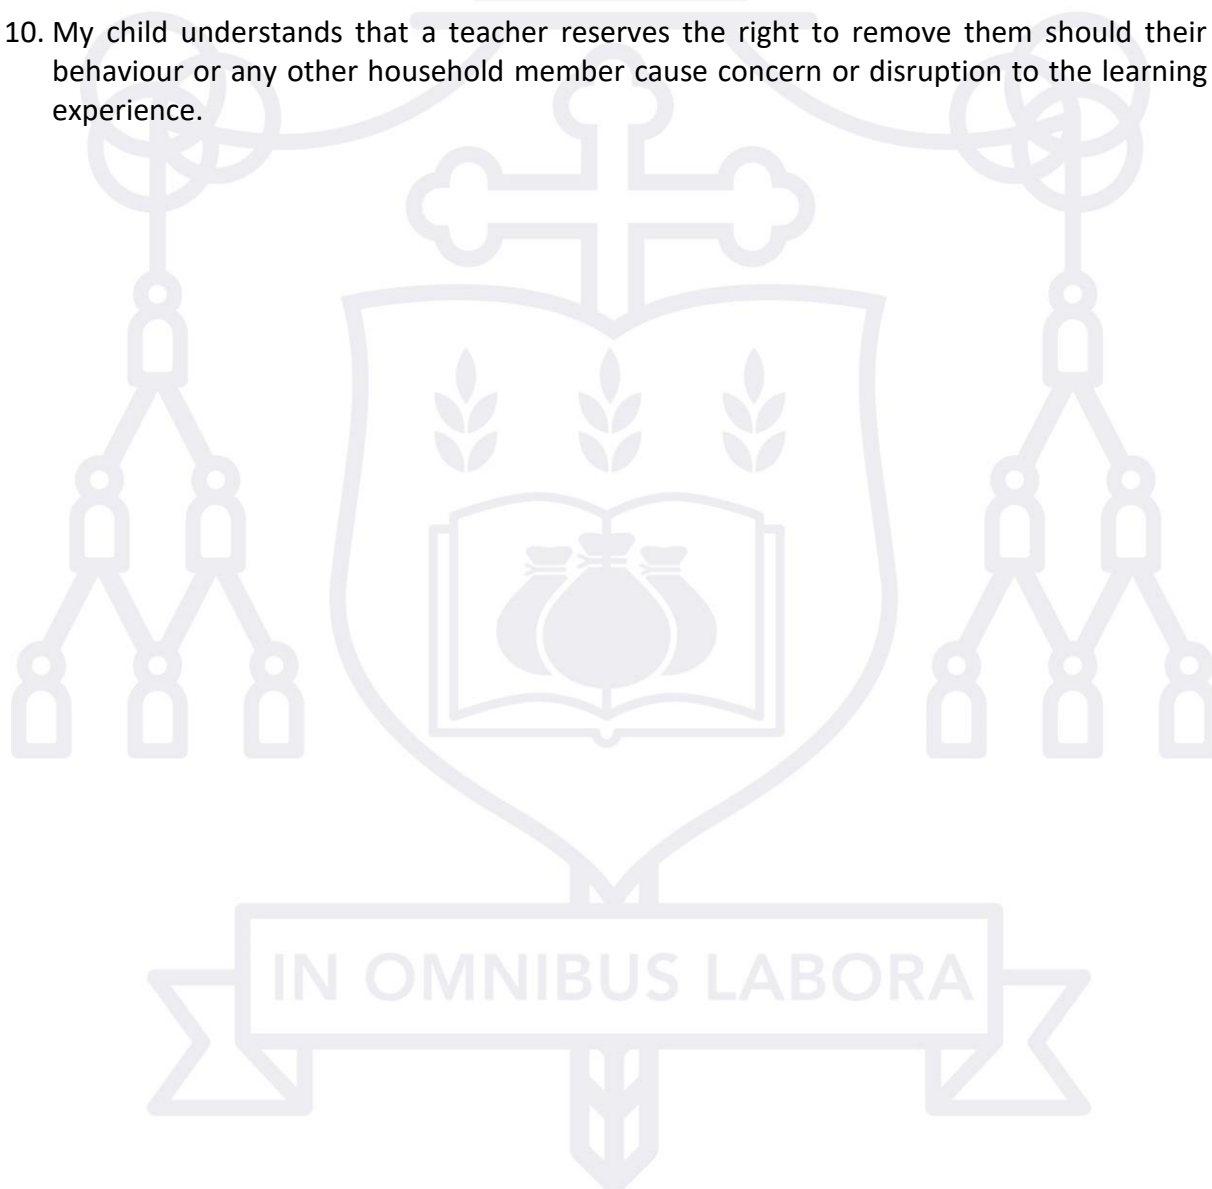 10. My child understands that a teacher reserves the right to remove them should their
behaviour or any other household member cause concern or disruption to the learning
experience.
IN OMNIBUS LABORA